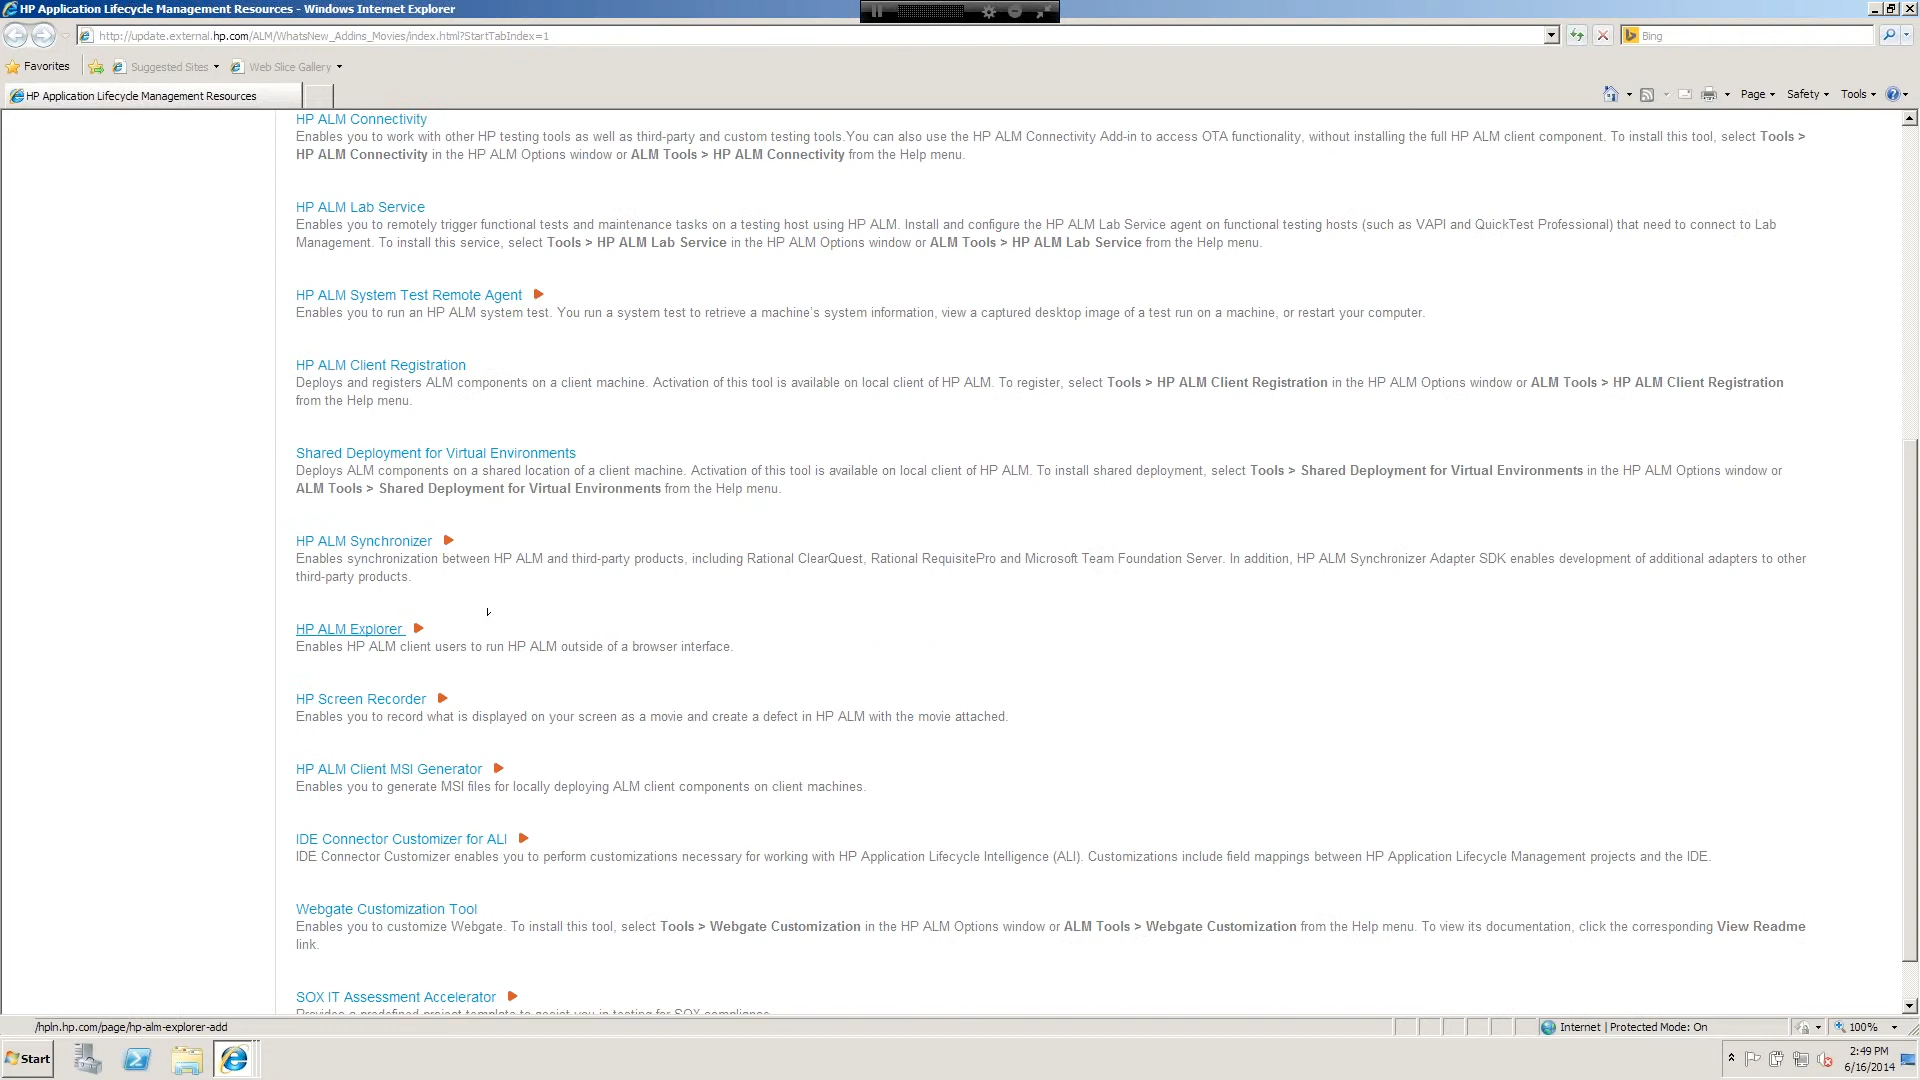 HP Application Lifecycle Management Resources - Windows Internet Explorer
http://update.external.hp.com/ALM/WhatsNew_Addins_Movies/index.html?StartTabIndex=1
Bing
Favorites
Suggested Sites
Web Slice Gallery
HP Application Lifecycle Management Resources
Page
Safety
Tools
HP ALM Connectivity
Enables you to work with other HP testing tools as well as third-party and custom testing tools.You can also use the HP ALM Connectivity Add-in to access OTA functionality, without installing the full HP ALM client component. To install this tool, select Tools >
HP ALM Connectivity in the HP ALM Options window or ALM Tools > HP ALM Connectivity from the Help menu.
HP ALM Lab Service
Enables you to remotely trigger functional tests and maintenance tasks on a testing host using HP ALM. Install and configure the HP ALM Lab Service agent on functional testing hosts (such as VAPI and QuickTest Professional) that need to connect to Lab
Management. To install this service, select Tools > HP ALM Lab Service in the HP ALM Options window or ALM Tools > HP ALM Lab Service from the Help menu.
HP ALM System Test Remote Agent
Enables you to run an HP ALM system test. You run a system test to retrieve a machine's system information, view a captured desktop image of a test run on a machine, or restart your computer.
HP ALM Client Registration
Deploys and registers ALM components on a client machine. Activation of this tool is available on local client of HP ALM. To register, select Tools > HP ALM Client Registration in the HP ALM Options window or ALM Tools > HP ALM Client Registration
from the Help menu.
Shared Deployment for Virtual Environments
Deploys ALM components on a shared location of a client machine. Activation of this tool is available on local client of HP ALM. To install shared deployment, select Tools > Shared Deployment for Virtual Environments in the HP ALM Options window or
ALM Tools > Shared Deployment for Virtual Environments from the Help menu.
HP ALM Synchronizer
Enables synchronization between HP ALM and third-party products, including Rational ClearQuest, Rational RequisitePro and Microsoft Team Foundation Server. In addition, HP ALM Synchronizer Adapter SDK enables development of additional adapters to other
third-party products.
HP ALM Explorer
Enables HP ALM client users to run HP ALM outside of a browser interface.
HP Screen Recorder
Enables you to record what is displayed on your screen as a movie and create a defect in HP ALM with the movie attached.
HP ALM Client MSI Generator
Enables you to generate MSI files for locally deploying ALM client components on client machines.
IDE Connector Customizer for ALI
IDE Connector Customizer enables you to perform customizations necessary for working with HP Application Lifecycle Intelligence (ALI). Customizations include field mappings between HP Application Lifecycle Management projects and the IDE.
Webgate Customization Tool
Enables you to customize Webgate. To install this tool, select Tools > Webgate Customization in the HP ALM Options window or ALM Tools > Webgate Customization from the Help menu. To view its documentation, click the corresponding View Readme
link.
SOX IT Assessment Accelerator
Provides a predefined project template to assist you in testing for SOX compliance.
/hpln.hp.com/page/hp-alm-explorer-add
Internet | Protected Mode: On
100%
Start
2:49 PM
6/16/2014